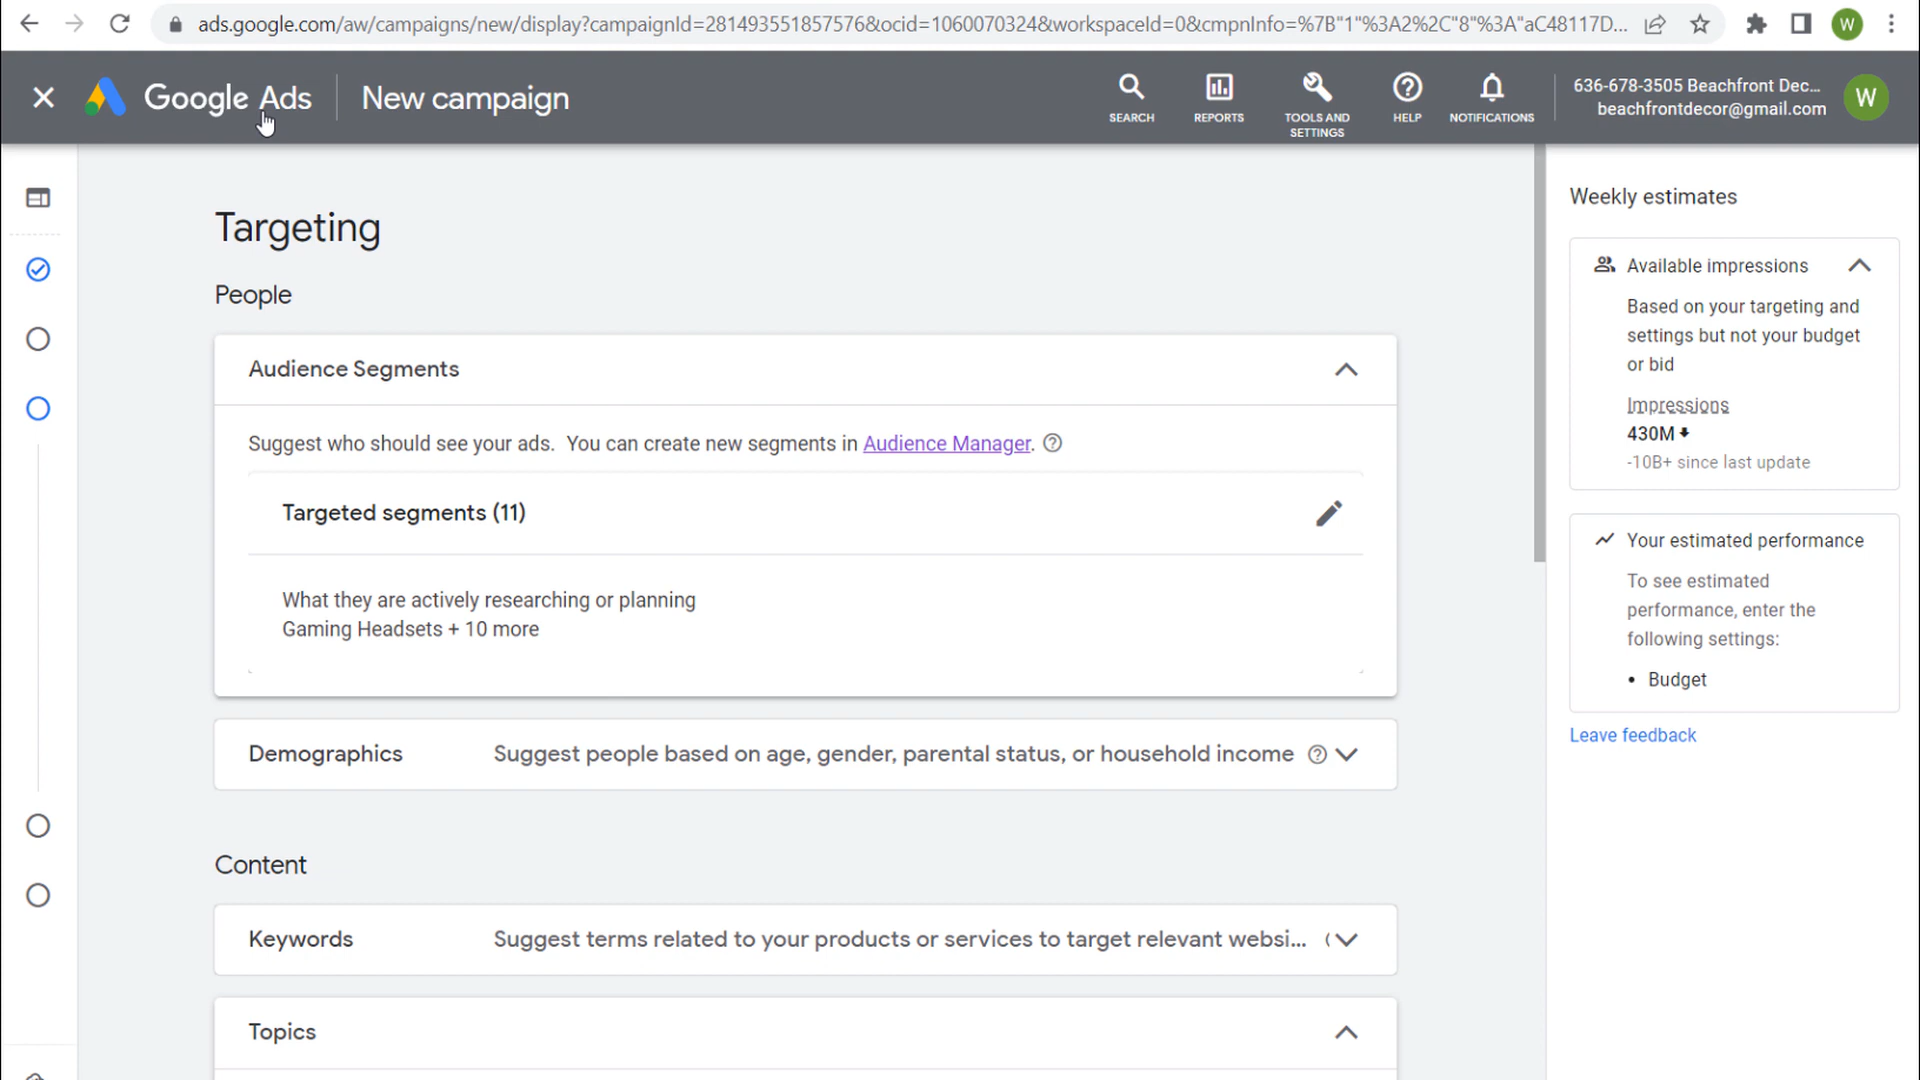 ads.google.com/aw/campaigns/new/display?campaignId=281493551857576&ocid=1060070324&workspaceId=0&cmpnInfo=%7B"1"%3A2%2C"8"%3A"aC48117D...
W
Google Ads
New campaign
SEARCH
REPORTS
TOOLS AND
SETTINGS
HELP
NOTIFICATIONS
636-678-3505 Beachfront Dec...
beachfrontdecor@gmail.com
W
Targeting
People
Audience Segments
Suggest who should see your ads. You can create new segments in Audience Manager.
Targeted segments (11)
What they are actively researching or planning
Gaming Headsets + 10 more
Demographics
Suggest people based on age, gender, parental status, or household income
Content
Keywords
Suggest terms related to your products or services to target relevant websi...
Topics
Weekly estimates
Available impressions
Based on your targeting and
settings but not your budget
or bid
Impressions
430M
-10B+ since last update
Your estimated performance
To see estimated
performance, enter the
following settings:
• Budget
Leave feedback